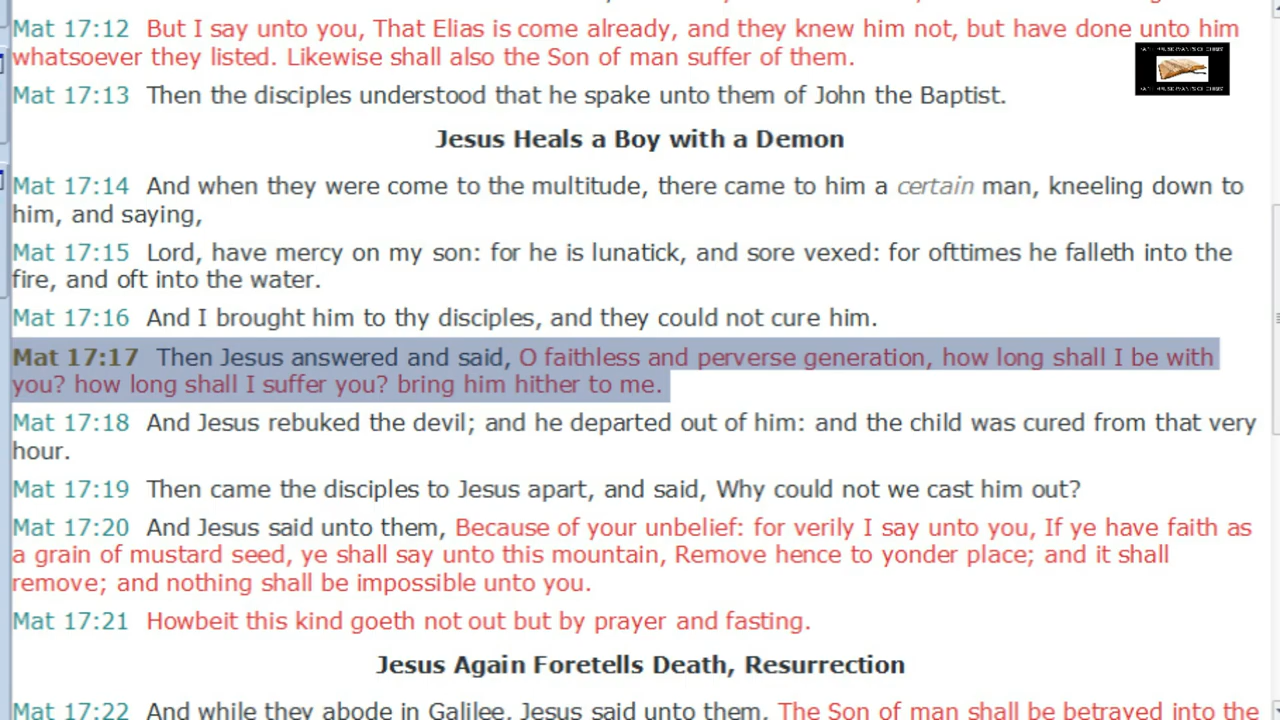 Mat 17:12 But I say unto you, That Elias is come already, and they knew him not, but have done unto him
whatsoever they listed. Likewise shall also the Son of man suffer of them.
Mat 17:13 Then the disciples understood that he spake unto them of John the Baptist.
Jesus Heals a Boy with a Demon
Mat 17:14 And when they were come to the multitude, there came to him a certain man, kneeling down to
him, and saying,
Mat 17:15 Lord, have mercy on my son: for he is lunatick, and sore vexed: for ofttimes he falleth into the
fire, and oft into the water.
Mat 17:16 And I brought him to thy disciples, and they could not cure him.
Mat 17:17 Then Jesus answered and said, O faithless and perverse generation, how long shall I be with
you? how long shall I suffer you? bring him hither to me.
Mat 17:18 And Jesus rebuked the devil; and he departed out of him: and the child was cured from that very
hour.
Mat 17:19 Then came the disciples to Jesus apart, and said, Why could not we cast him out?
Mat 17:20 And Jesus said unto them, Because of your unbelief: for verily I say unto you, If ye have faith as
a grain of mustard seed, ye shall say unto this mountain, Remove hence to yonder place; and it shall
remove; and nothing shall be impossible unto you.
Mat 17:21 Howbeit this kind goeth not out but by prayer and fasting.
Jesus Again Foretells Death, Resurrection
Mat 17:22 And while they abode in Galilee, Jesus said unto them, The Son of man shall be betrayed into the